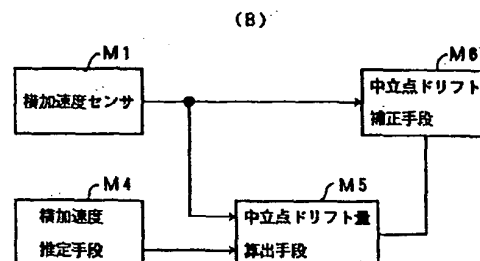 (B)
M1
横加速度センサ
M6
中立点ドリフト
補正手段
M4
横加速度
推定手段
M5
中立点ドリフト量
算出手段